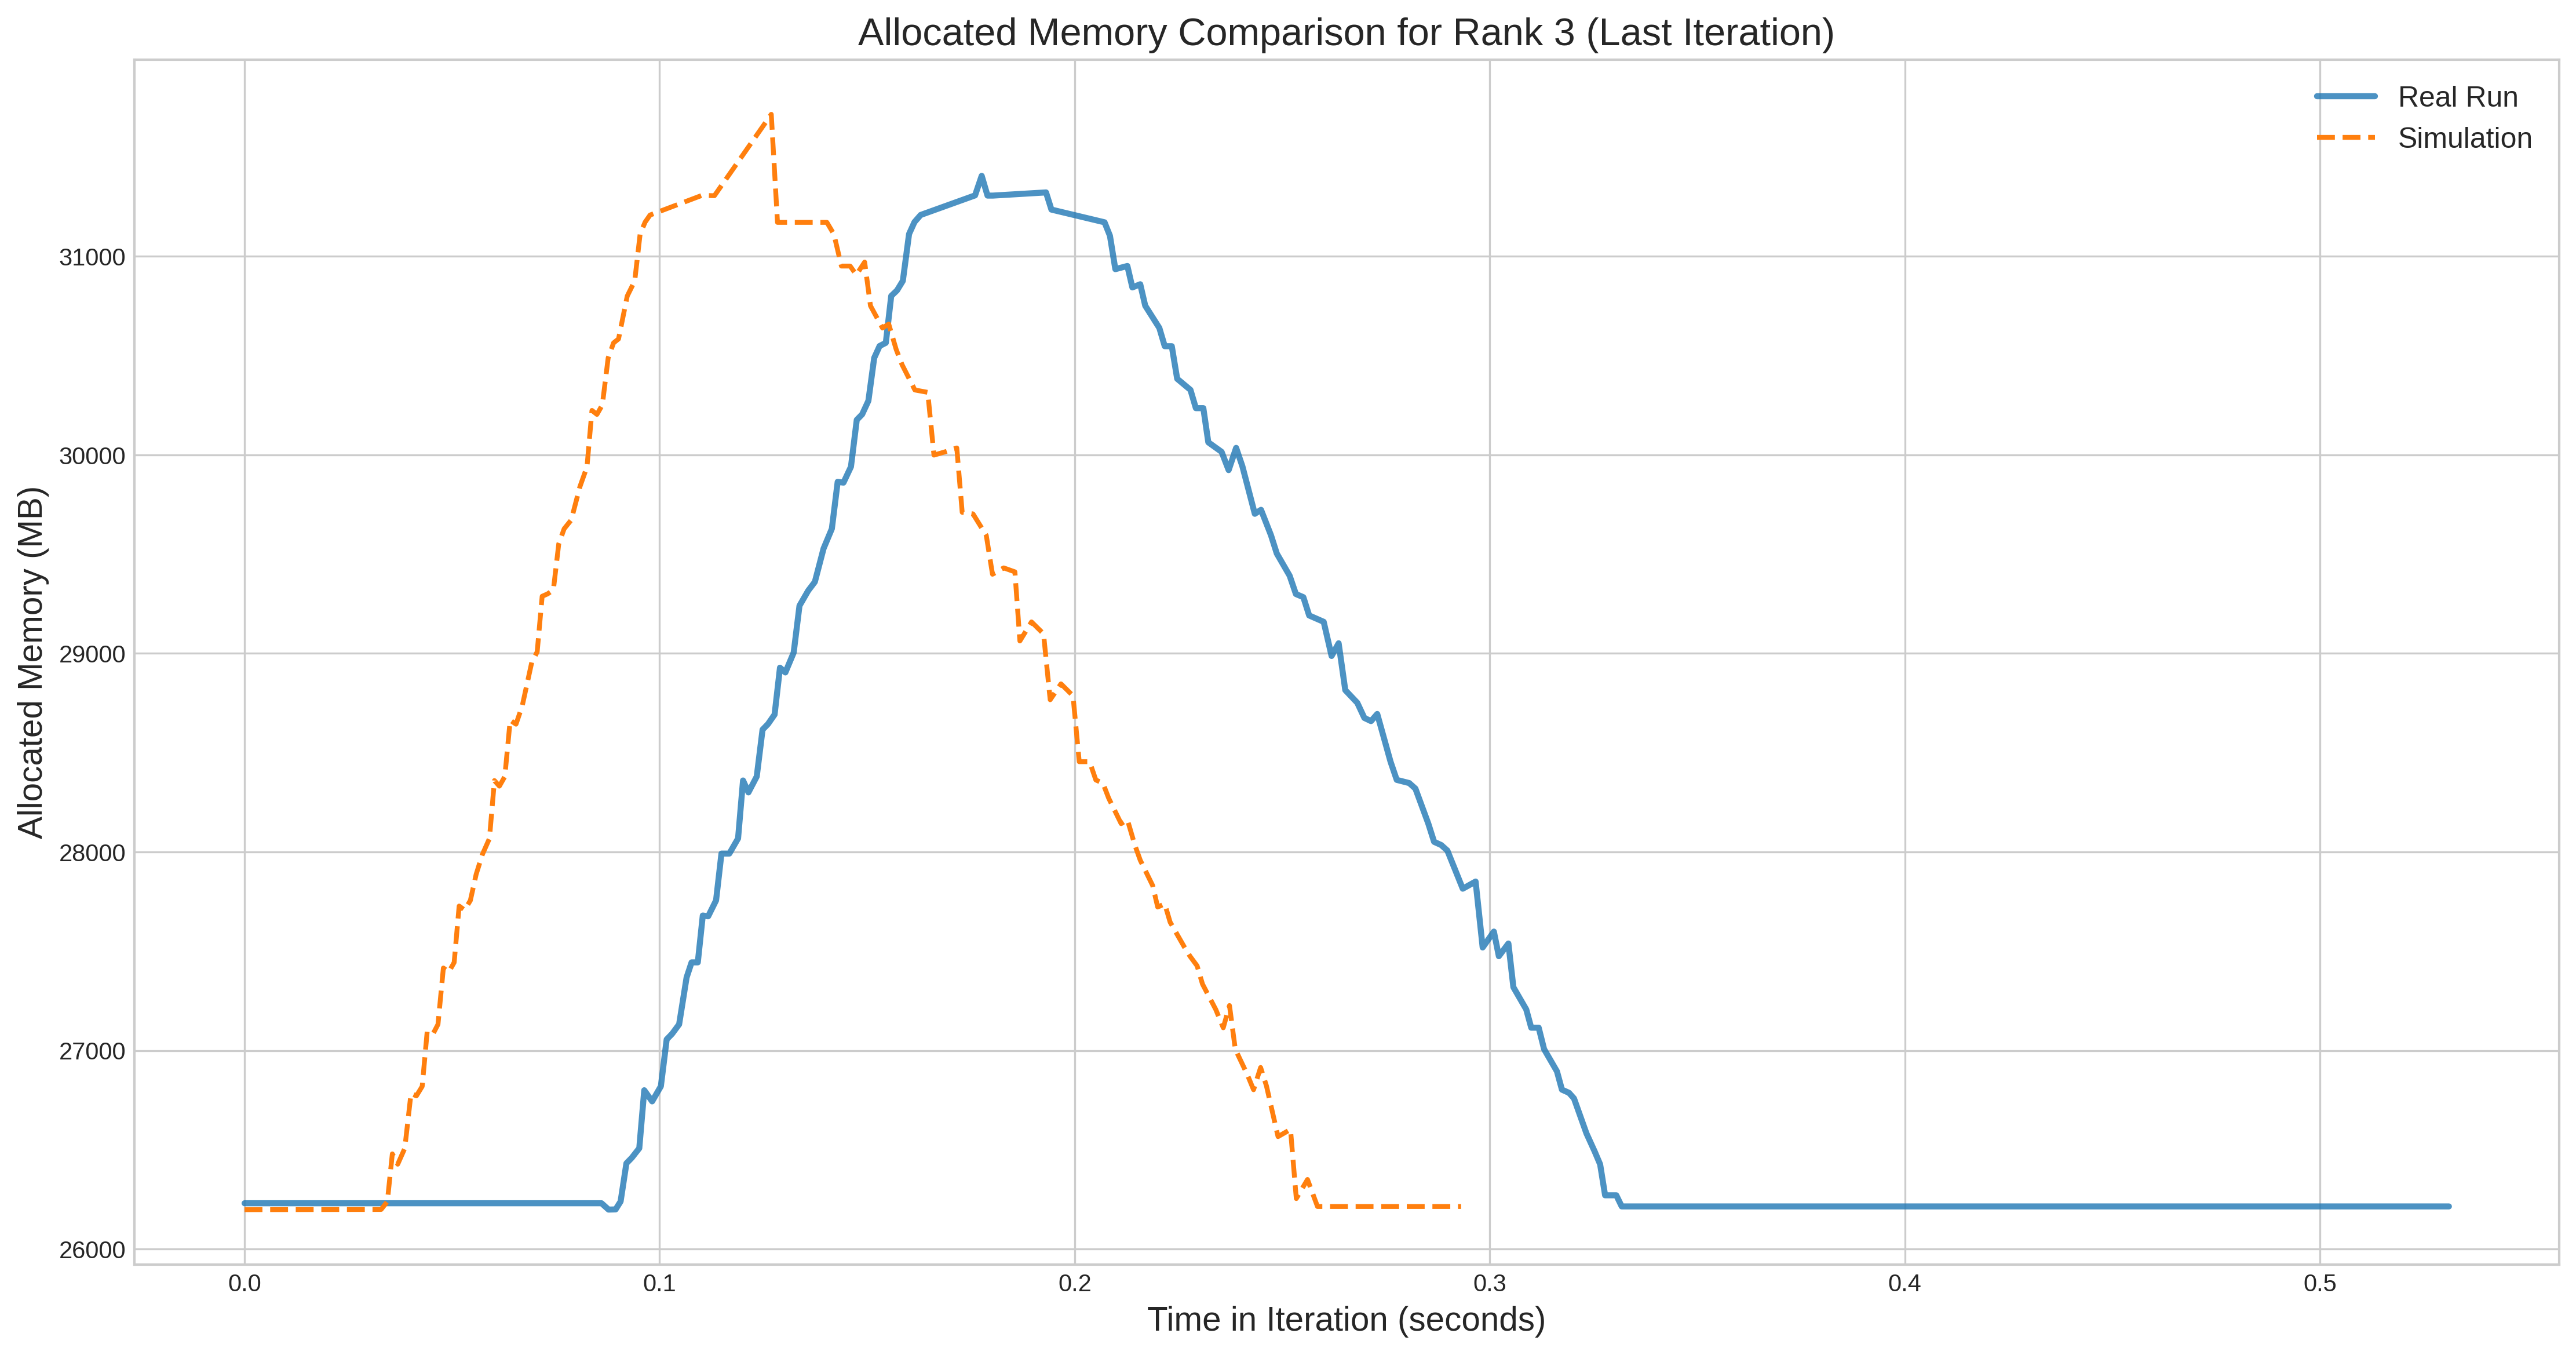 Allocated Memory Comparison for Rank 3 (Last Iteration)
Real Run
Simulation
Allocated Memory (MB)
31000
30000
29000
28000
27000
26000
0.0
0.1
0.2
0.3
0.4
0.5
Time in Iteration (seconds)